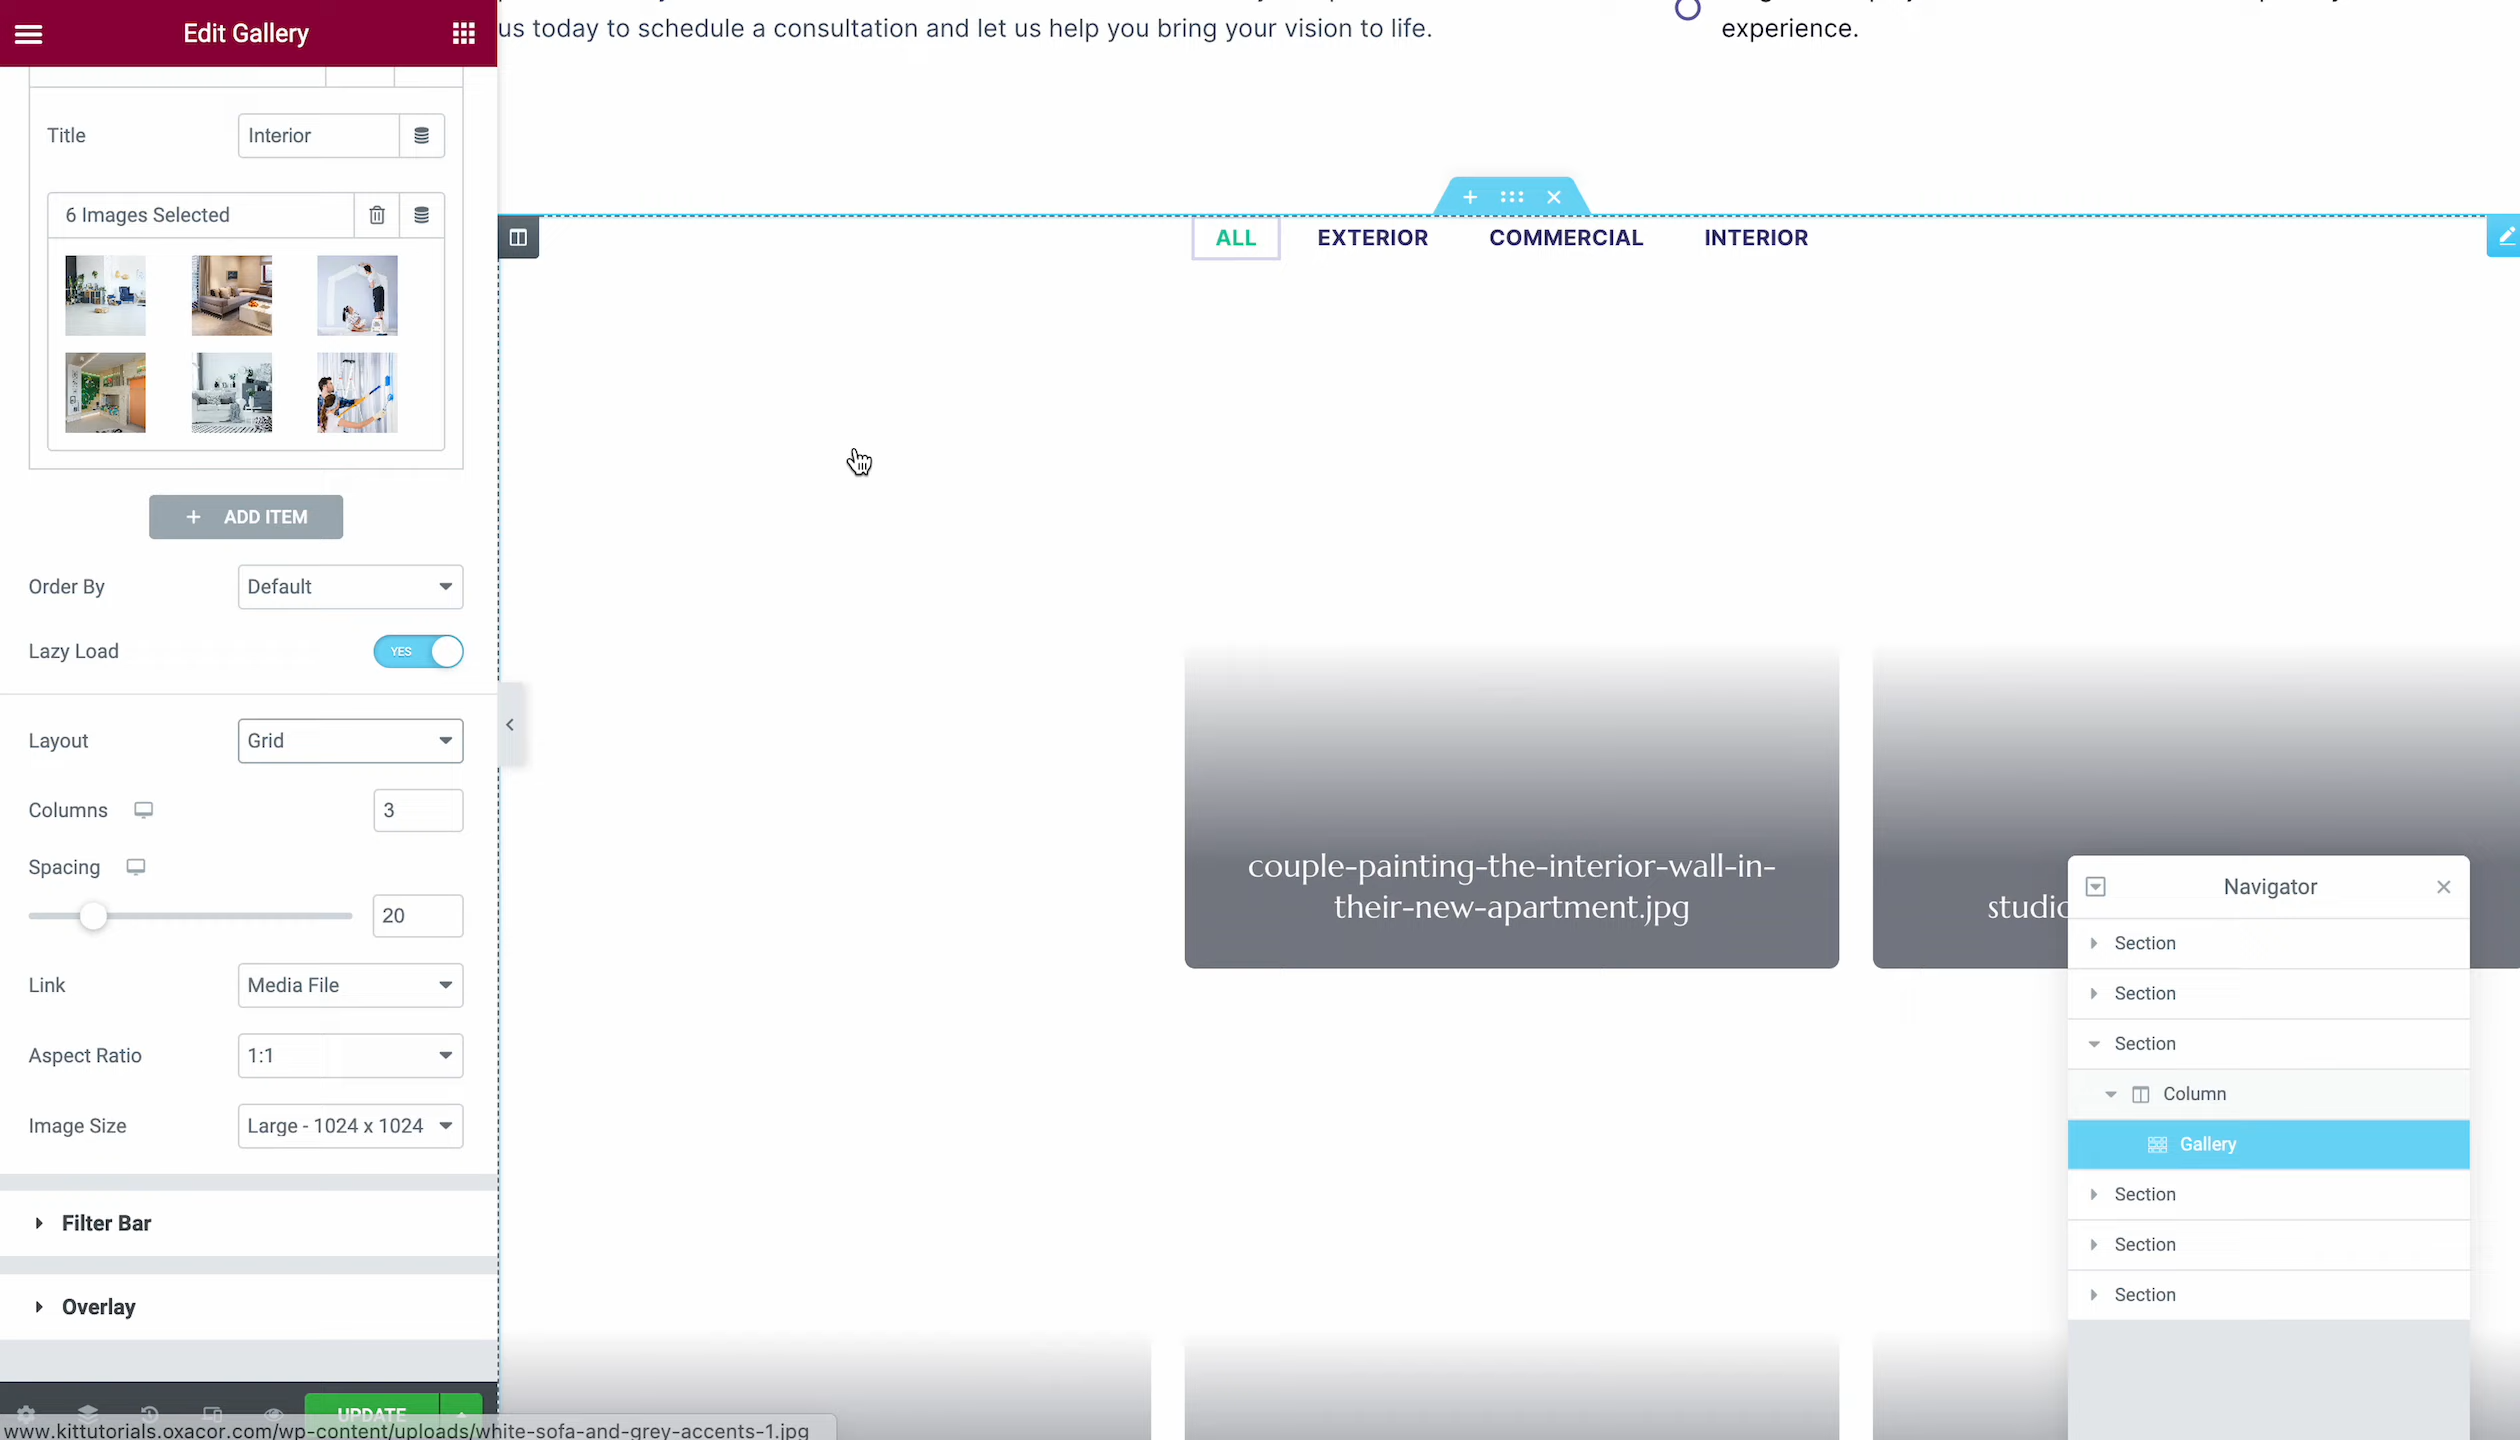 Edit Gallery
us today to schedule a consultation and let us help you bring your vision to life.
experience.
Title
Interior
6 Images Selected
ALL
EXTERIOR
COMMERCIAL
INTERIOR
+ ADD ITEM
Order By
Default
Lazy Load
YES
Layout
Grid
Columns
3
Spacing
20
Link
Media File
Aspect Ratio
1:1
Image Size
Large - 1024 x 1024
Filter Bar
Overlay
UPDATE
www.kittutorials.oxacor.com/wp-content/uploads/white-sofa-and-grey-accents-1.jpg
couple-painting-the-interior-wall-in-
their-new-apartment.jpg
Navigator
Section
Section
Section
Column
Gallery
Section
Section
Section